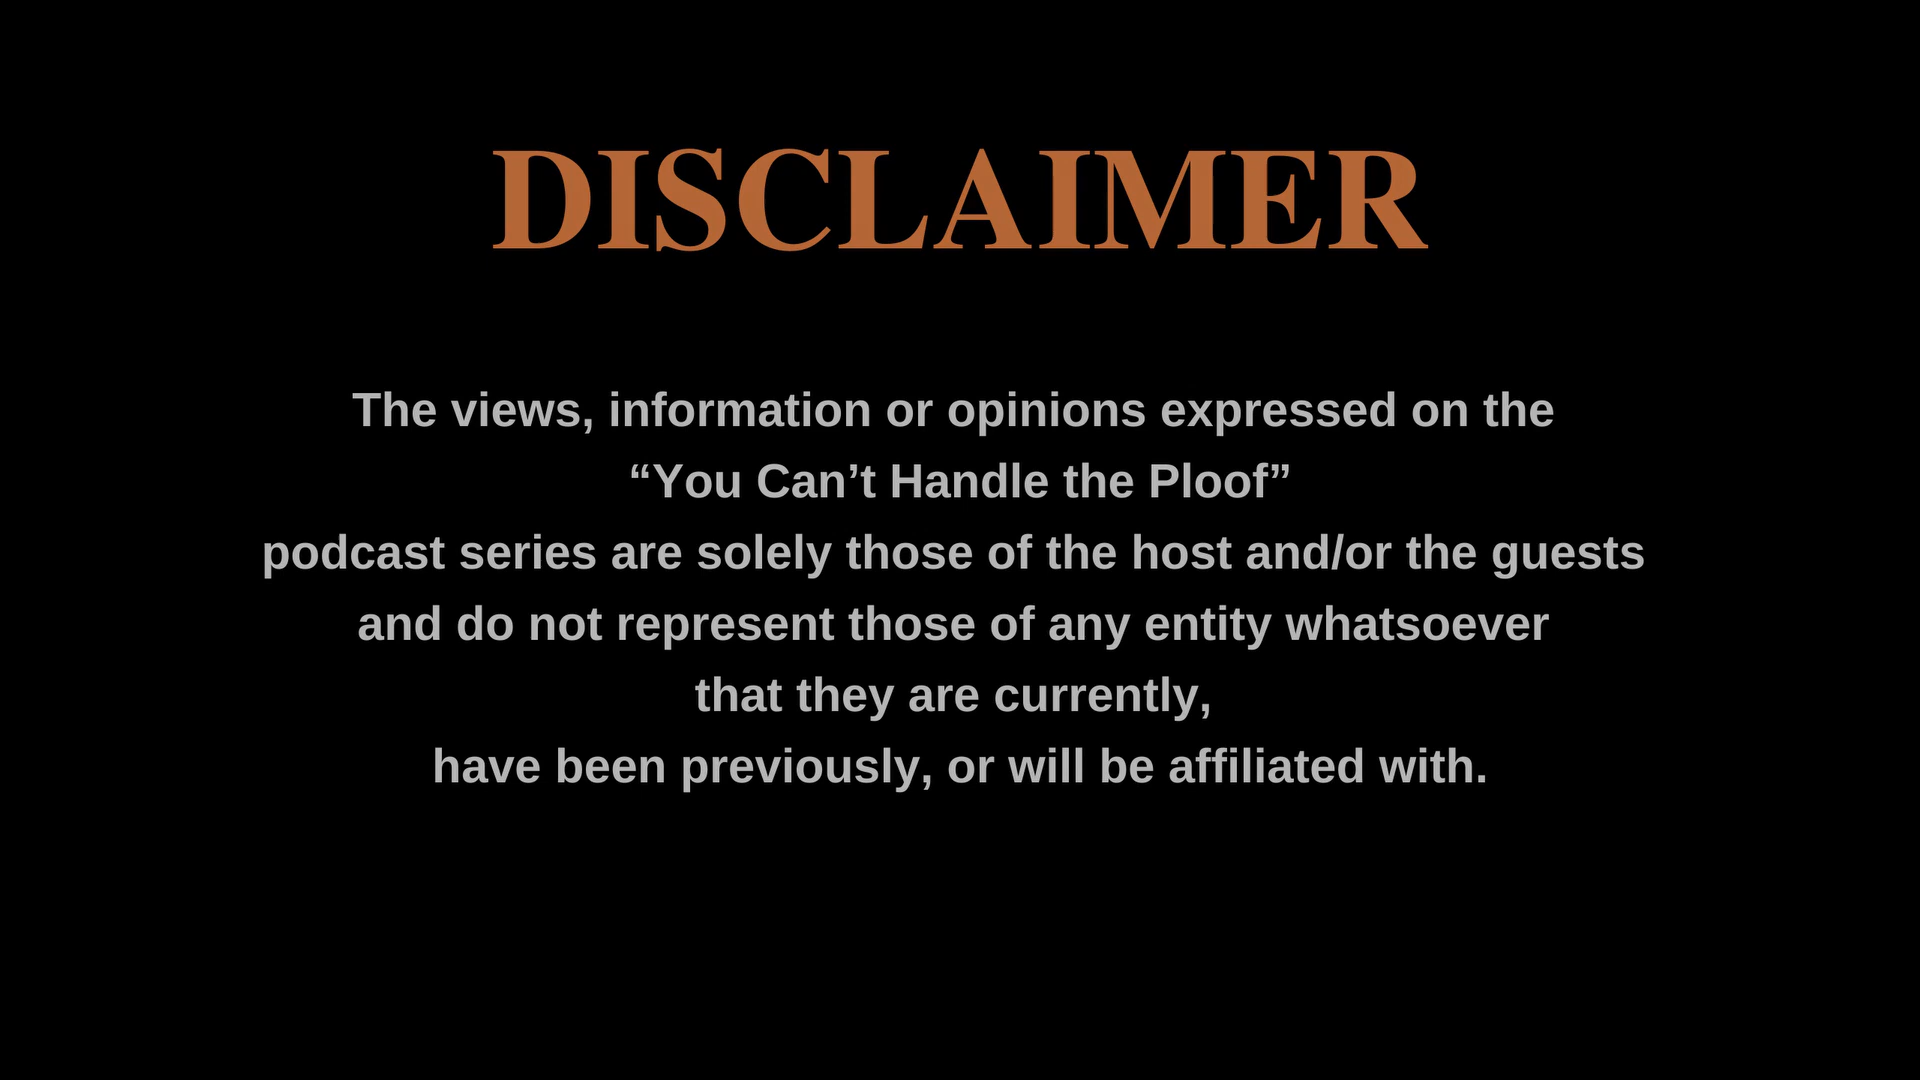 DISCLAIMER
The views, information or opinions expressed on the
“You Can’t Handle the Ploof”
podcast series are solely those of the host and/or the guests
and do not represent those of any entity whatsoever
that they are currently,
have been previously, or will be affiliated with.